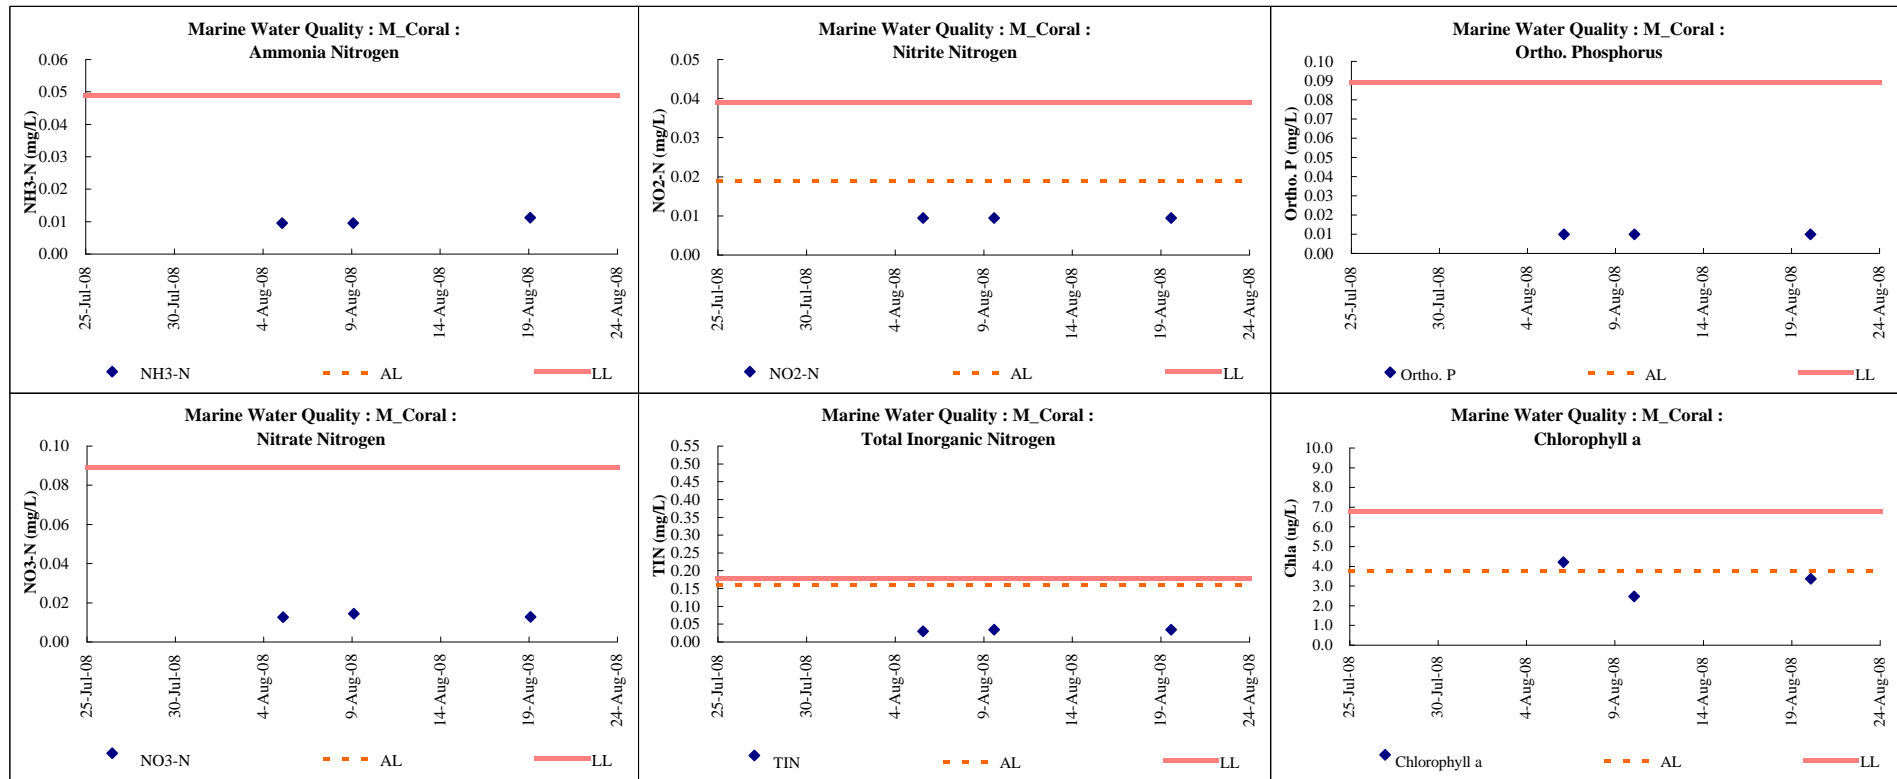 Marine Water Quality : M_Coral :
Ammonia Nitrogen
NH3-N (mg/L)
0.06
0.05
0.04
0.03
0.02
0.01
0.00
25-Jul-08
30-Jul-08
4-Aug-08
9-Aug-08
14-Aug-08
19-Aug-08
24-Aug-08
NH3-N AL LL
Marine Water Quality : M_Coral :
Nitrite Nitrogen
NO2-N (mg/L)
0.05
0.04
0.03
0.02
0.01
0.00
25-Jul-08
30-Jul-08
4-Aug-08
9-Aug-08
14-Aug-08
19-Aug-08
24-Aug-08
NO2-N AL LL
Marine Water Quality : M_Coral :
Ortho. Phosphorus
Ortho. P (mg/L)
0.10
0.09
0.08
0.07
0.06
0.05
0.04
0.03
0.02
0.01
0.00
25-Jul-08
30-Jul-08
4-Aug-08
9-Aug-08
14-Aug-08
19-Aug-08
24-Aug-08
Ortho. P AL LL
Marine Water Quality : M_Coral :
Nitrate Nitrogen
NO3-N (mg/L)
0.10
0.08
0.06
0.04
0.02
0.00
25-Jul-08
30-Jul-08
4-Aug-08
9-Aug-08
14-Aug-08
19-Aug-08
24-Aug-08
NO3-N AL LL
Marine Water Quality : M_Coral :
Total Inorganic Nitrogen
TIN (mg/L)
0.55
0.50
0.45
0.40
0.35
0.30
0.25
0.20
0.15
0.10
0.05
0.00
25-Jul-08
30-Jul-08
4-Aug-08
9-Aug-08
14-Aug-08
19-Aug-08
24-Aug-08
TIN AL LL
Marine Water Quality : M_Coral :
Chlorophyll a
Chla (ug/L)
10.0
9.0
8.0
7.0
6.0
5.0
4.0
3.0
2.0
1.0
0.0
25-Jul-08
30-Jul-08
4-Aug-08
9-Aug-08
14-Aug-08
19-Aug-08
24-Aug-08
Chlorophyll a AL LL